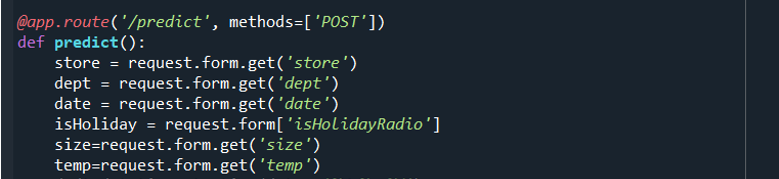 @app.route('/predict', methods=['POST'])
def predict():
    store = request.form.get('store')
    dept = request.form.get('dept')
    date = request.form.get('date')
    isHoliday = request.form['isHolidayRadio']
    size=request.form.get('size')
    temp=request.form.get('temp')